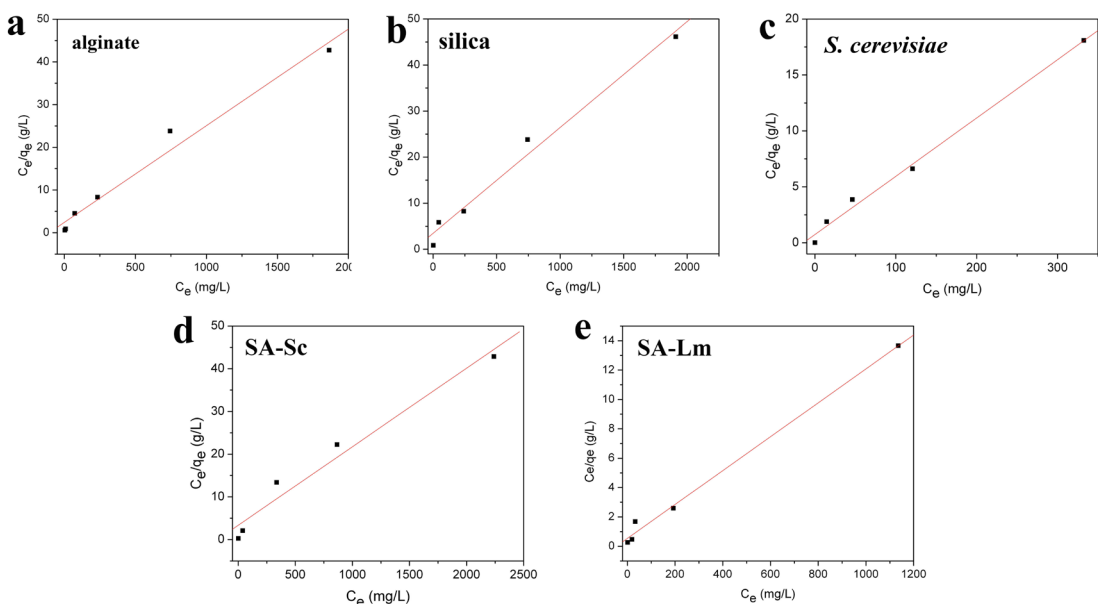 a
alginate
50
40
30
20
10
0
Cₑ/qₑ (g/L)
0 500 1000 1500 200
Cₑ (mg/L)
b
silica
50
40
30
20
10
0
Cₑ/qₑ (g/L)
0 500 1000 1500 2000
Cₑ (mg/L)
c
S. cerevisiae
20
15
10
5
0
Cₑ/qₑ (g/L)
0 100 200 300
Cₑ (mg/L)
d
SA-Sc
50
40
30
20
10
0
Cₑ/qₑ (g/L)
0 500 1000 1500 2000 2500
Cₑ (mg/L)
e
SA-Lm
14
12
10
8
6
4
2
0
Ce/qe (g/L)
0 200 400 600 800 1000 1200
Cₑ (mg/L)